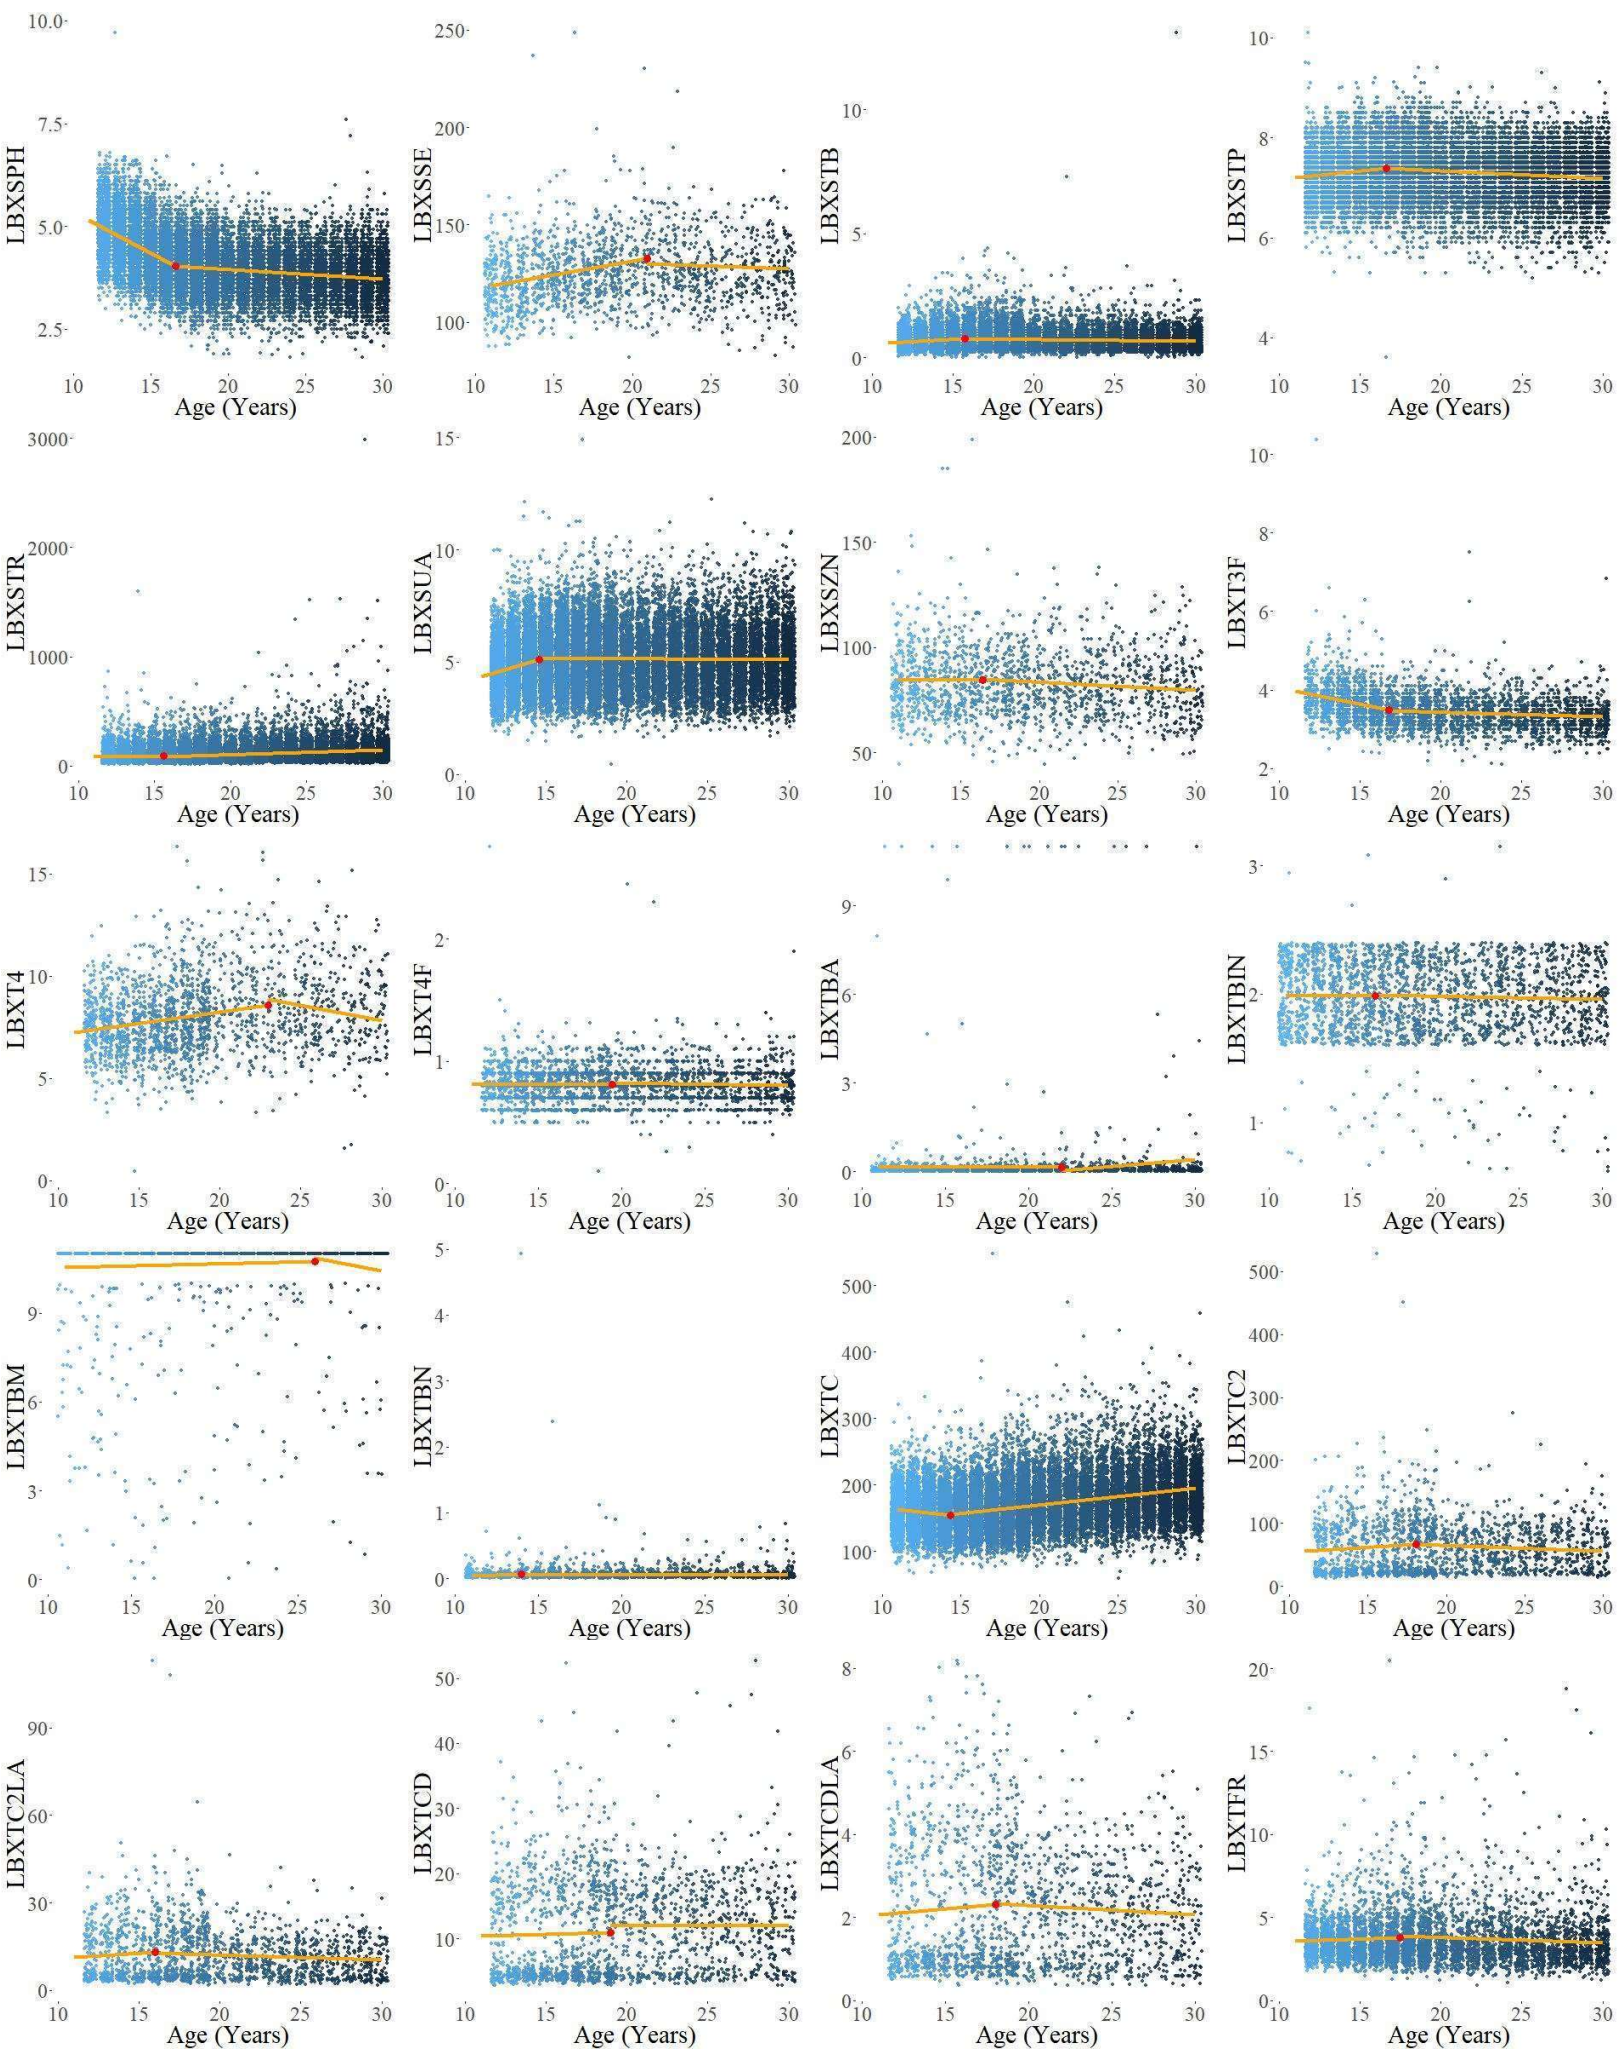 LBXSPH
10.0
7.5
5.0
2.5
10 15 20 25 30
Age (Years)
LBXSSE
250
200
150
100
10 15 20 25 30
Age (Years)
LBXSTB
10
5
0
10 15 20 25 30
Age (Years)
LBXSTP
10
8
6
4
10 15 20 25 30
Age (Years)
LBXSTR
3000
2000
1000
0
10 15 20 25 30
Age (Years)
LBXSUA
15
10
5
0
10 15 20 25 30
Age (Years)
LBXSZN
200
150
100
50
10 15 20 25 30
Age (Years)
LBXT3F
10
8
6
4
2
10 15 20 25 30
Age (Years)
LBXT4
15
10
5
0
10 15 20 25 30
Age (Years)
LBXT4F
2
1
0
10 15 20 25 30
Age (Years)
LBXTBA
9
6
3
0
10 15 20 25 30
Age (Years)
LBXTBIN
3
2
1
10 15 20 25 30
Age (Years)
LBXTBM
9
6
3
0
10 15 20 25 30
Age (Years)
LBXTBN
5
4
3
2
1
0
10 15 20 25 30
Age (Years)
LBXTC
500
400
300
200
100
10 15 20 25 30
Age (Years)
LBXTC2
500
400
300
200
100
0
10 15 20 25 30
Age (Years)
LBXTC2LA
90
60
30
0
10 15 20 25 30
Age (Years)
LBXTCD
50
40
30
20
10
10 15 20 25 30
Age (Years)
LBXTCDLA
8
6
4
2
0
10 15 20 25 30
Age (Years)
LBXTFR
20
15
10
5
0
10 15 20 25 30
Age (Years)